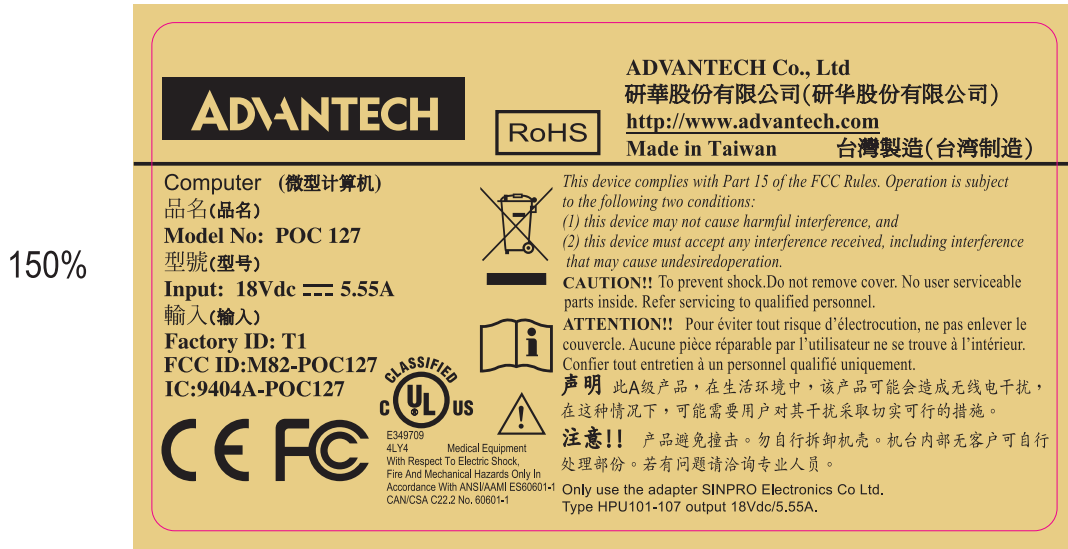 150%
ADVANTECH
RoHS
ADVANTECH Co., Ltd
研華股份有限公司(研华股份有限公司)
http://www.advantech.com
Made in Taiwan 台灣製造(台湾制造)
Computer (微型计算机)
品名(品名)
Model No: POC 127
型號(型号)
Input: 18Vdc 5.55A
輸入(输入)
Factory ID: T1
FCC ID:M82-POC127
IC:9404A-POC127
CE FC
CLASSIFIED
C UL US
E349709
4LY4 Medical Equipment
With Respect To Electric Shock,
Fire And Mechanical Hazards Only In
Accordance With ANSI/AAMI ES60601-1
CAN/CSA C22.2 No. 60601-1
i
!
This device complies with Part 15 of the FCC Rules. Operation is subject
to the following two conditions:
(1) this device may not cause harmful interference, and
(2) this device must accept any interference received, including interference
that may cause undesiredoperation.
CAUTION!! To prevent shock.Do not remove cover. No user serviceable
parts inside. Refer servicing to qualified personnel.
ATTENTION!! Pour éviter tout risque d'électrocution, ne pas enlever le
couvercle. Aucune pièce réparable par l'utilisateur ne se trouve à l'intérieur.
Confier tout entretien à un personnel qualifié uniquement.
声明 此A级产品，在生活环境中，该产品可能会造成无线电干扰，
在这种情况下，可能需要用户对其干扰采取切实可行的措施。
注意!! 产品避免撞击。勿自行拆卸机壳。机台内部无客户可自行
处理部份。若有问题请洽询专业人员。
Only use the adapter SINPRO Electronics Co Ltd.
Type HPU101-107 output 18Vdc/5.55A.